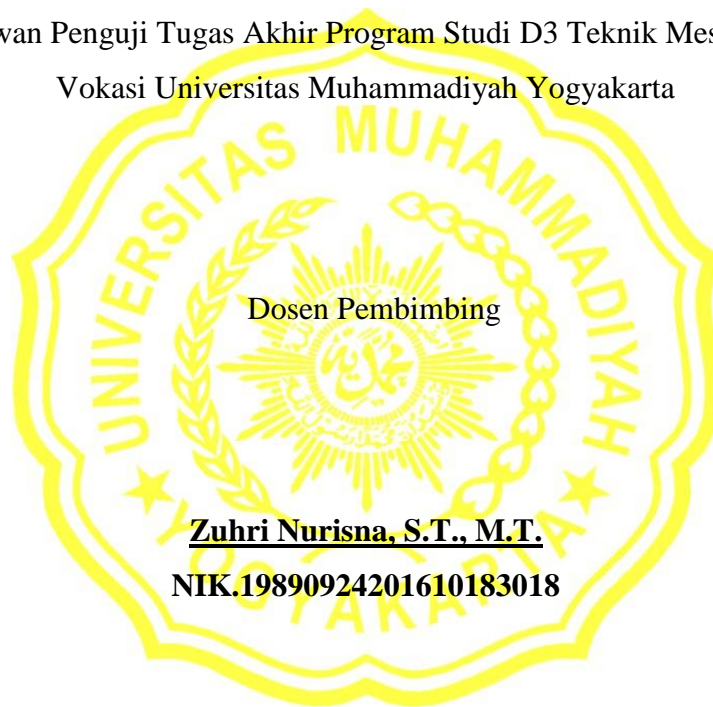 wan Penguji Tugas Akhir Program Studi D3 Teknik Mes
Vokasi Universitas Muhammadiyah Yogyakarta
UNIVERSITAS MUHAMMADIYAH
Dosen Pembimbing
Zuhri Nurisna, S.T., M.T.
NIK.19890924201610183018
YOGYAKARTA